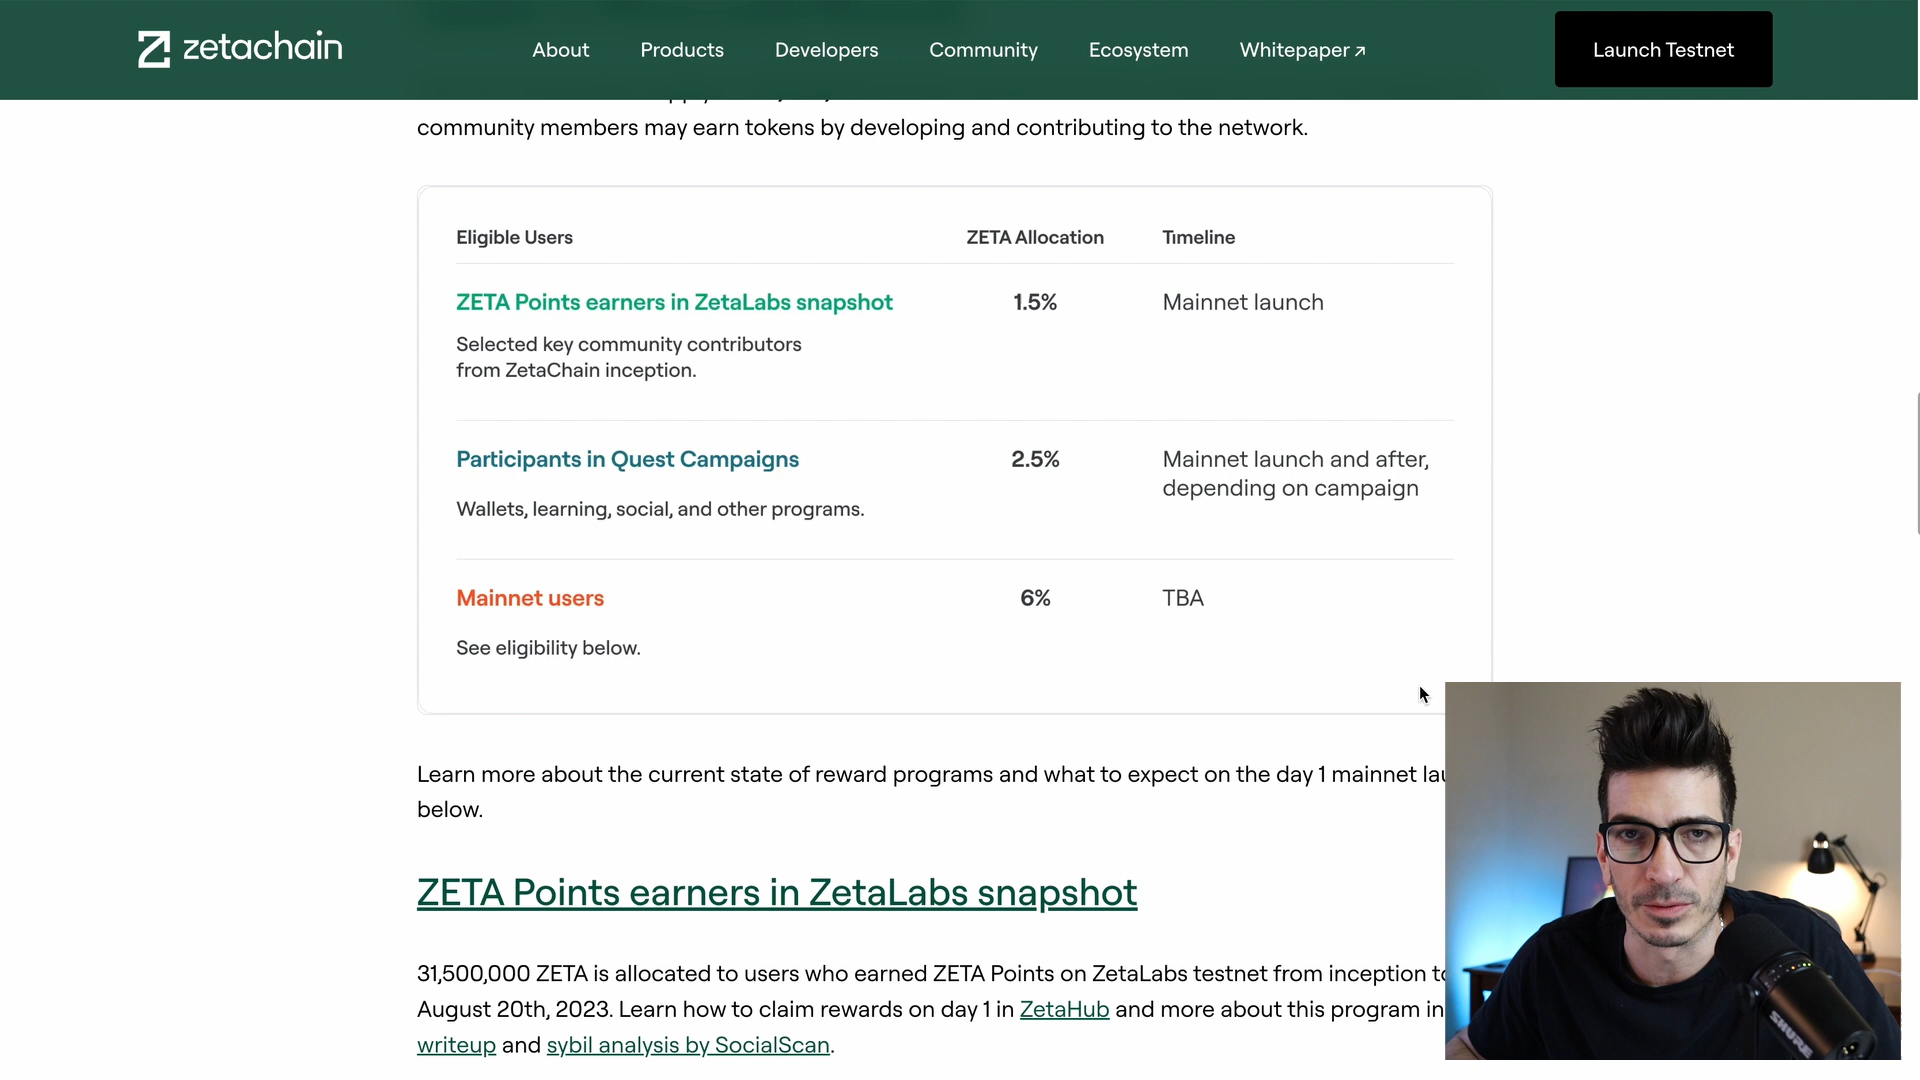 zetachain
About
Products
Developers
Community
Ecosystem
Whitepaper ↗
Launch Testnet
community members may earn tokens by developing and contributing to the network.
Eligible Users
ZETA Allocation
Timeline
ZETA Points earners in ZetaLabs snapshot
1.5%
Mainnet launch
Selected key community contributors
from ZetaChain inception.
Participants in Quest Campaigns
2.5%
Mainnet launch and after,
depending on campaign
Wallets, learning, social, and other programs.
Mainnet users
6%
TBA
See eligibility below.
Learn more about the current state of reward programs and what to expect on the day 1 mainnet
below.
ZETA Points earners in ZetaLabs snapshot
31,500,000 ZETA is allocated to users who earned ZETA Points on ZetaLabs testnet from inception
August 20th, 2023. Learn how to claim rewards on day 1 in ZetaHub and more about this program in
writeup and sybil analysis by SocialScan.
SHURE